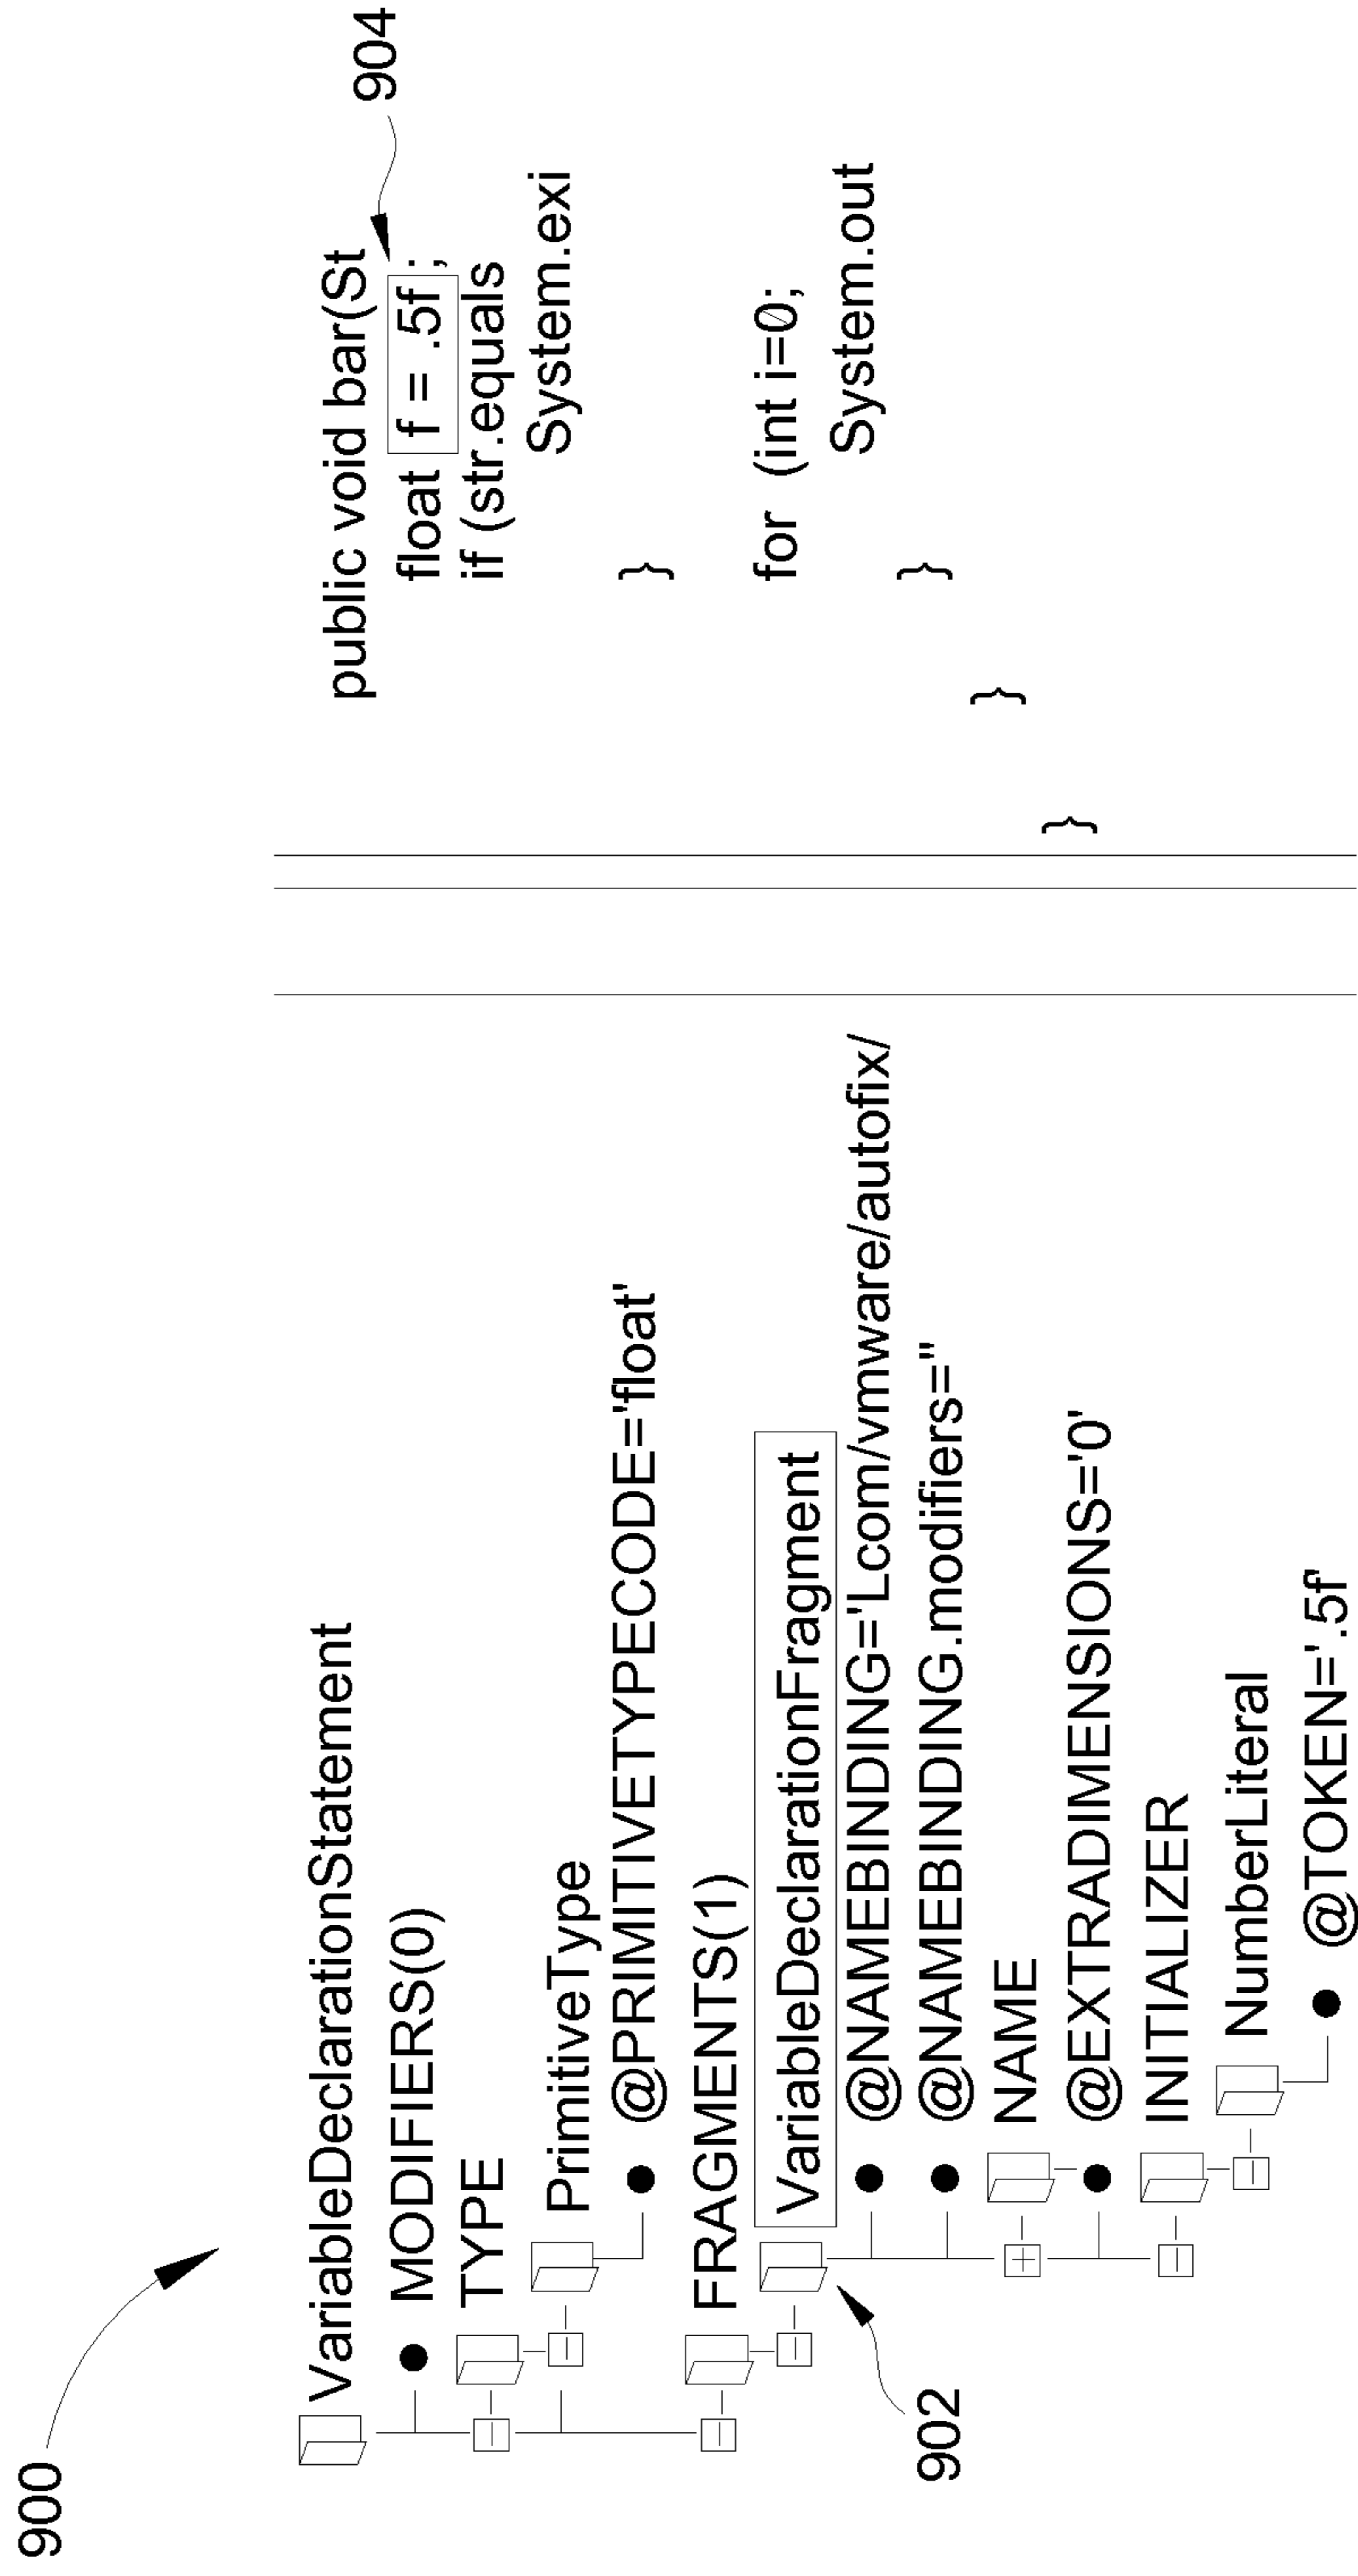 900
VariableDeclarationStatement
MODIFIERS(0)
TYPE
PrimitiveType
@PRIMITIVETYPECODE='float'
FRAGMENTS(1)
VariableDeclarationFragment
@NAMEBINDING='Lcom/vmware/autofix/
@NAMEBINDING.modifiers=''
NAME
@EXTRADIMENSIONS='0'
INITIALIZER
NumberLiteral
@TOKEN='.5f'
902
904
public void bar(St
float f = .5f ;
if (str.equals
System.exi
}
for (int i=0;
System.out
}
}
}